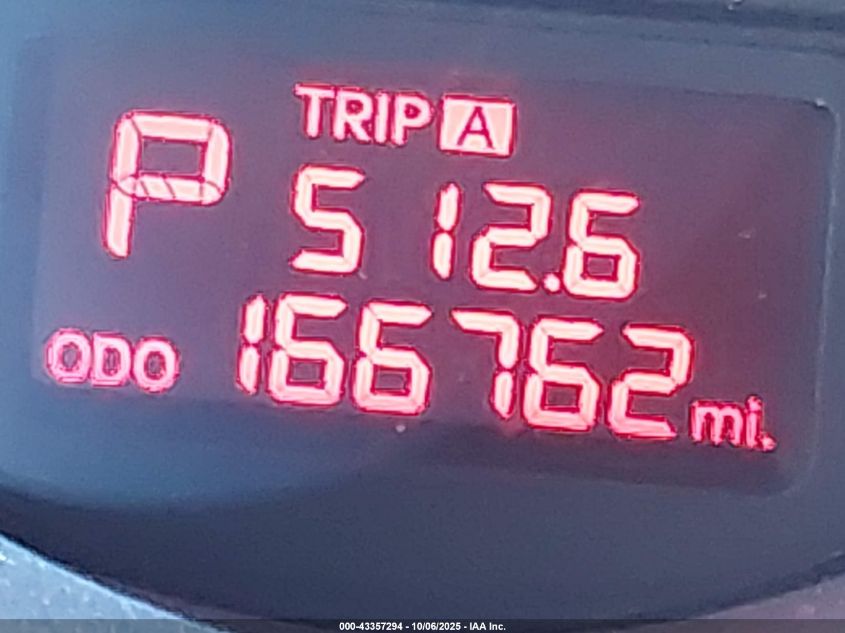 TRIP A
P 512.6
ODO 166762 mi.
000-43357294 - 10/06/2025 - IAA Inc.